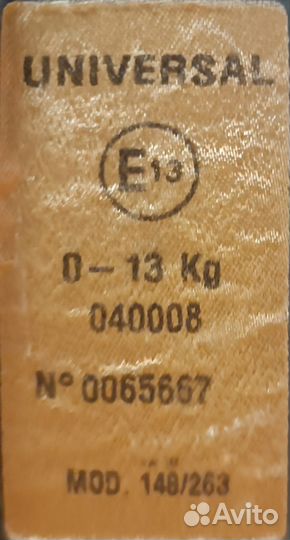 UNIVERSAL
E13
0 - 13 Kg
040008
N° 0065667
MOD. 148/263
Avito